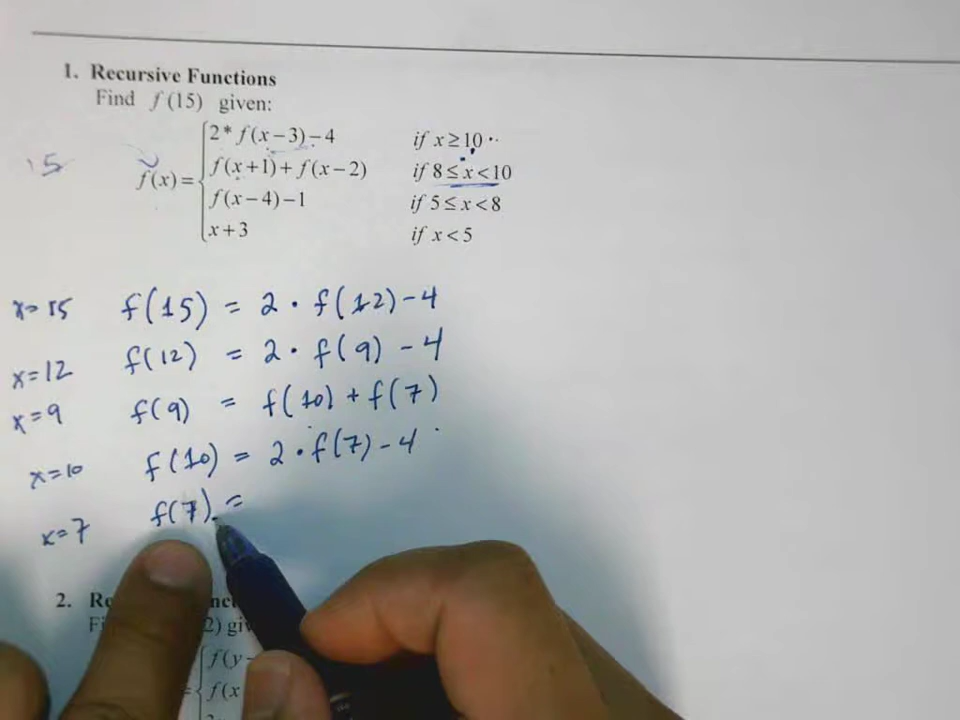 1. Recursive Functions
Find f(15) given:
15
f(x) = { 2 * f(x − 3) − 4 if x ≥ 10
f(x + 1) + f(x − 2) if 8 ≤ x < 10
f(x − 4) − 1 if 5 ≤ x < 8
x + 3 if x < 5
x=15 f(15) = 2 · f(12) − 4
x=12 f(12) = 2 · f(9) − 4
x=9 f(9) = f(10) + f(7)
x=10 f(10) = 2 · f(7) − 4
x=7 f(7) =
2.
2)
f(y
f(x